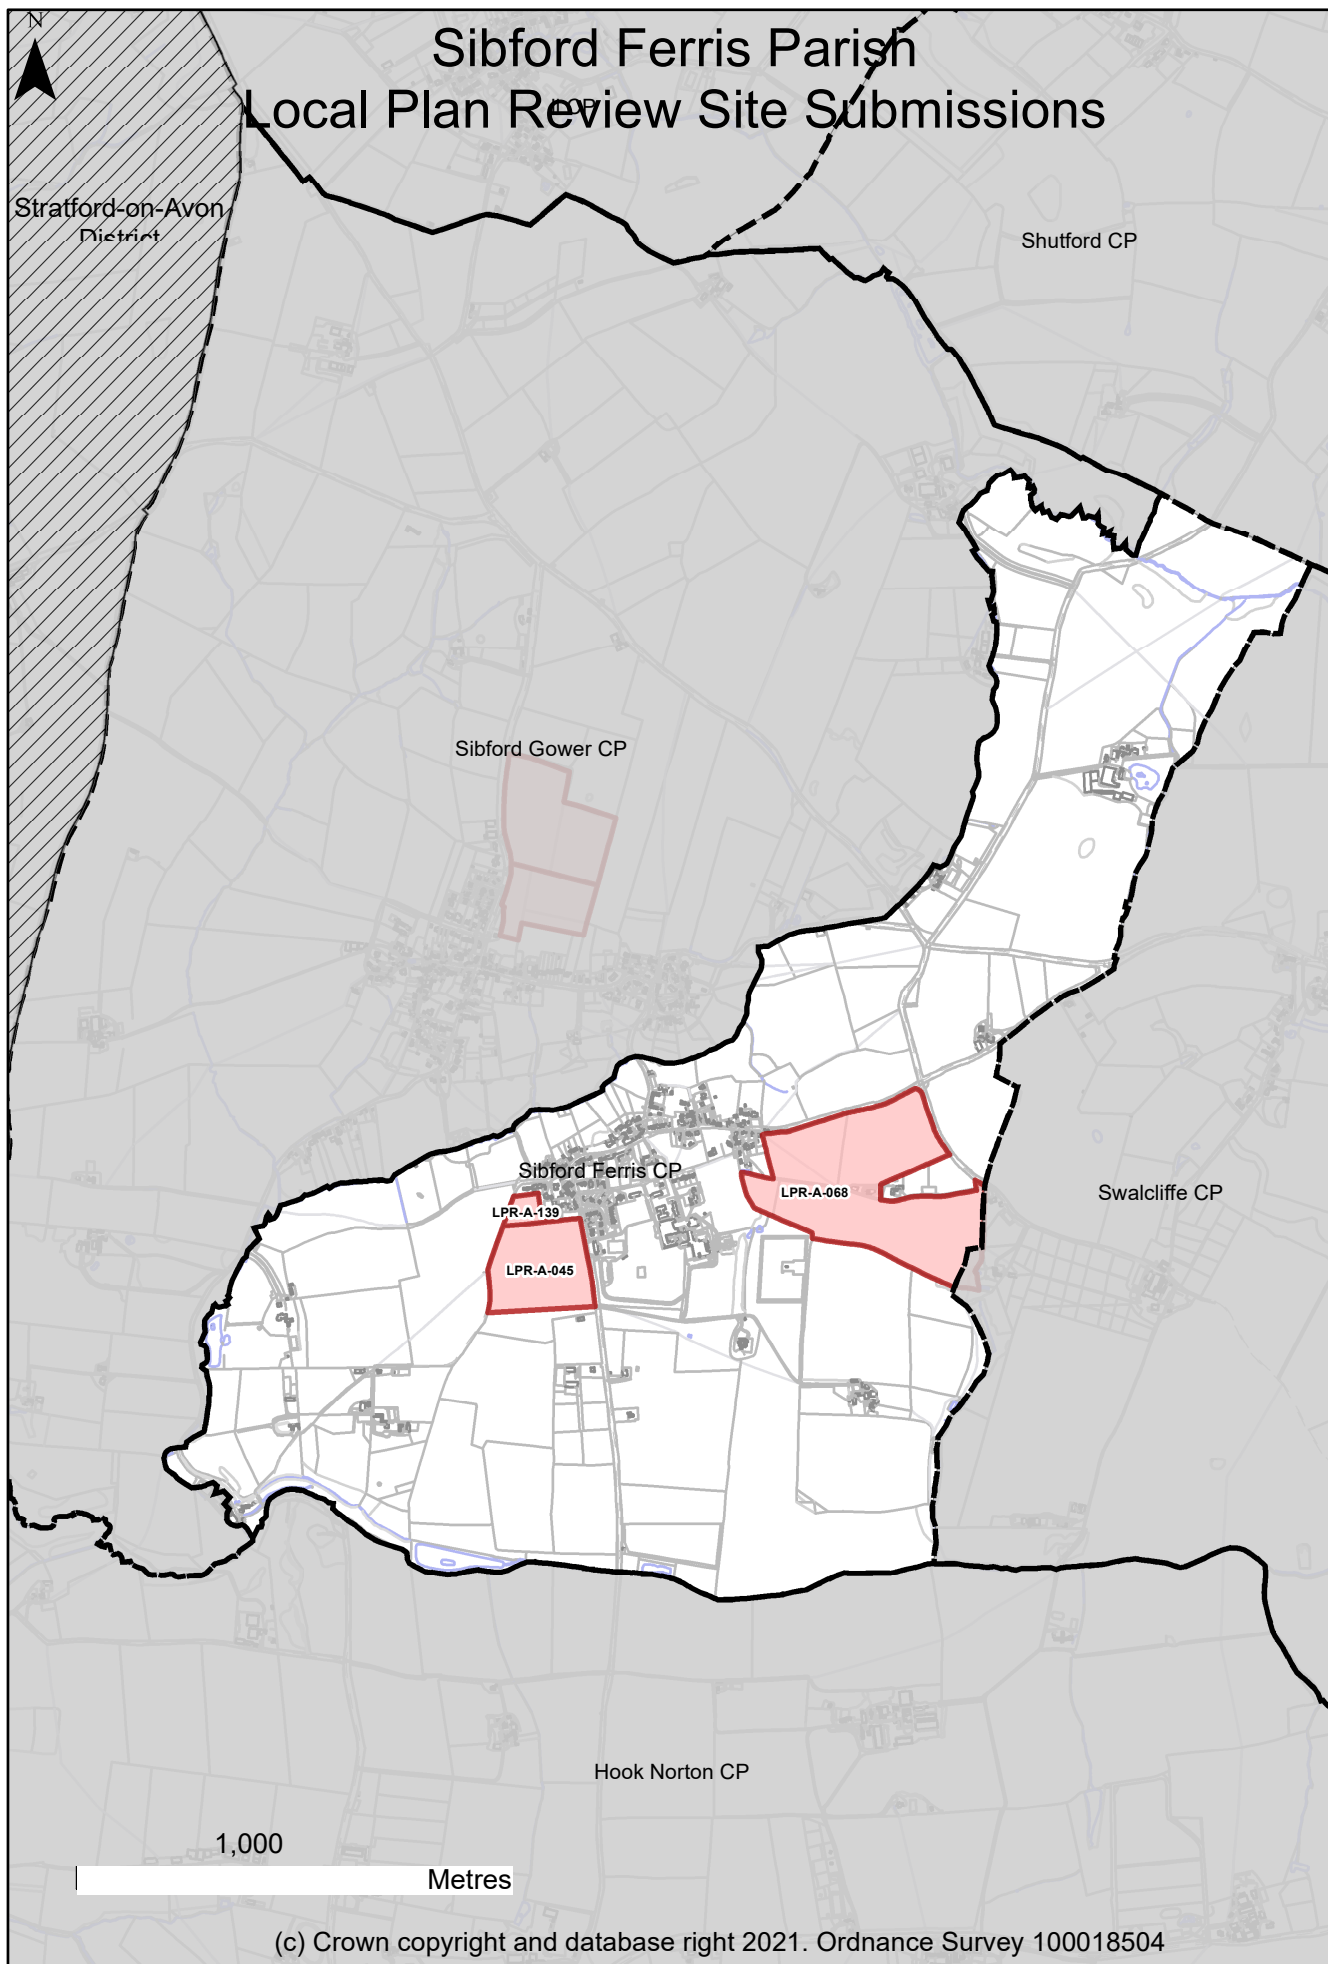 N
Sibford Ferris Parish
Local Plan Review Site Submissions
Stratford-on-Avon
District
Shutford CP
Sibford Gower CP
Sibford Ferris CP
LPR-A-068
Swalcliffe CP
LPR-A-139
LPR-A-045
Hook Norton CP
1,000
Metres
(c) Crown copyright and database right 2021. Ordnance Survey 100018504